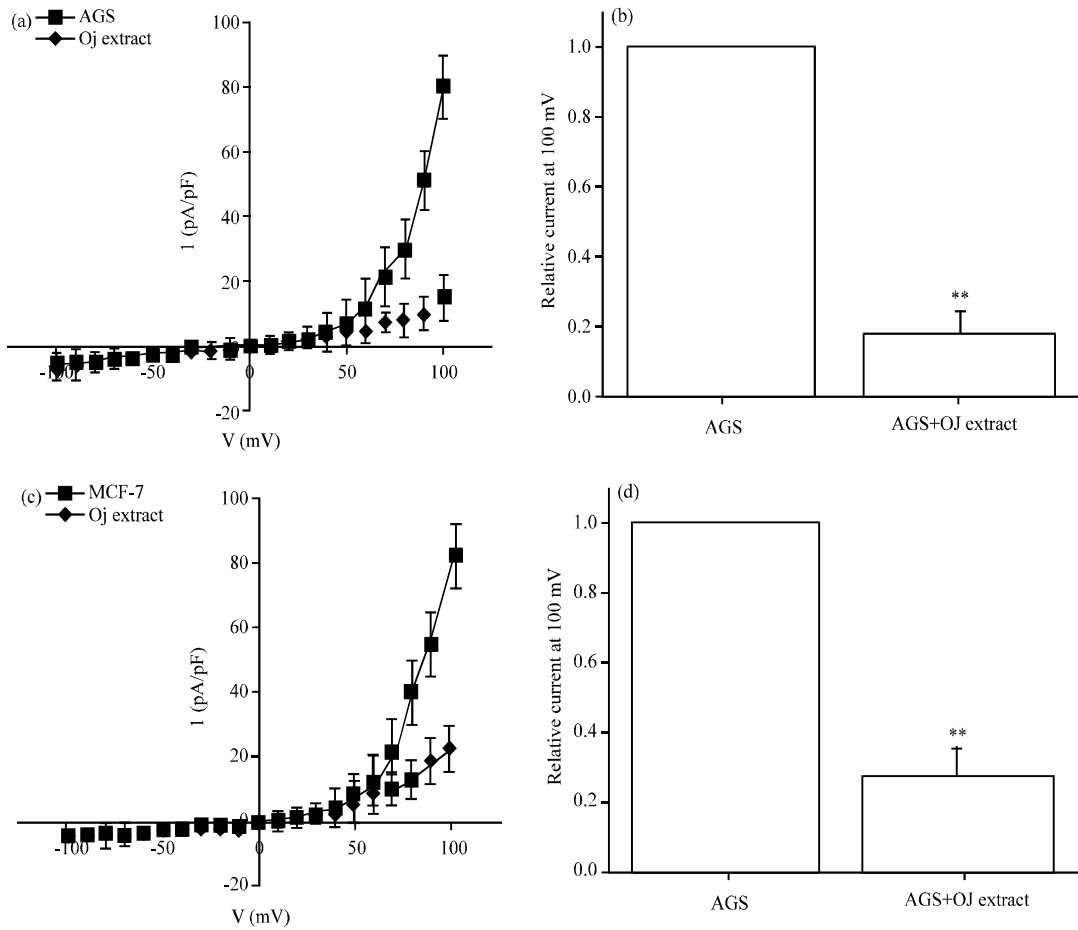 (a)
AGS
Oj extract
100
80
60
40
20
-20
-100
-50
0
50
100
1 (pA/pF)
V (mV)
(b)
1.0
0.8
0.6
0.4
0.2
0.0
Relative current at 100 mV
**
AGS
AGS+OJ extract
(c)
MCF-7
Oj extract
100
80
60
40
20
0
-20
-100
-50
0
50
100
1 (pA/pF)
V (mV)
(d)
1.0
0.8
0.6
0.4
0.2
0.0
Relative current at 100 mV
**
AGS
AGS+OJ extract